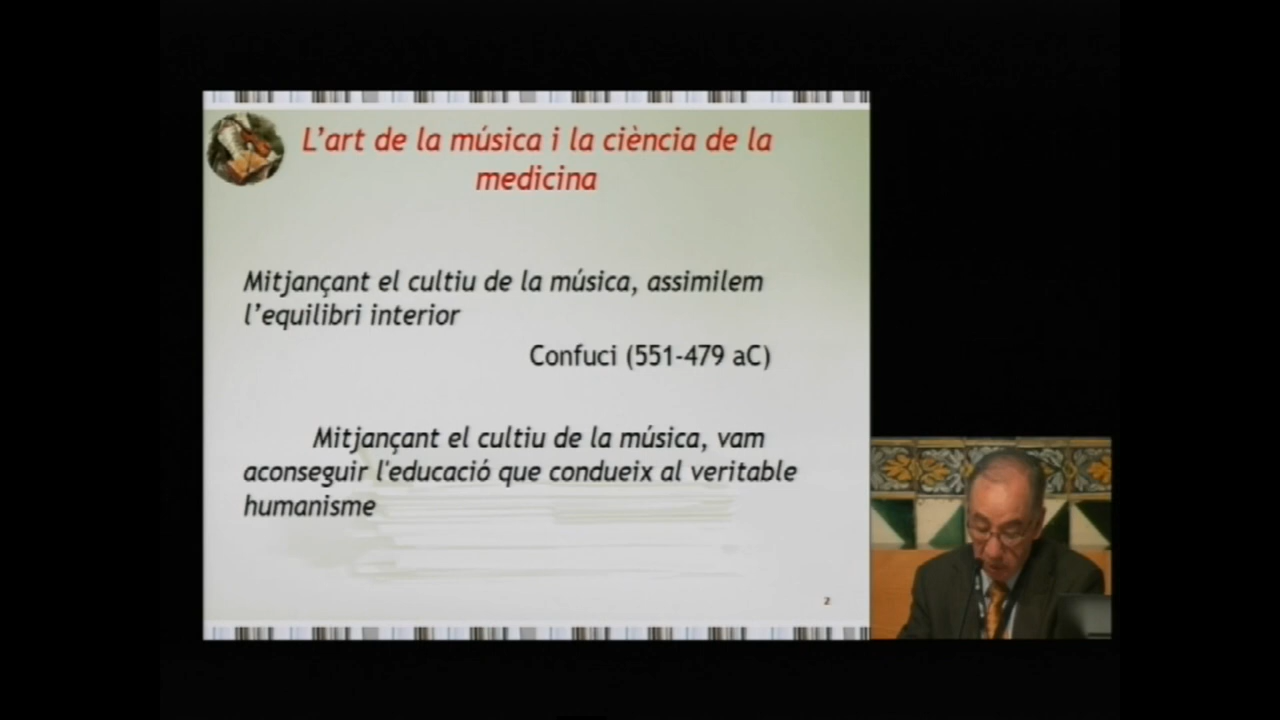 L’art de la música i la ciència de la
medicina
Mitjançant el cultiu de la música, assimilem
l’equilibri interior
Confuci (551-479 aC)
Mitjançant el cultiu de la música, vam
aconseguir l'educació que condueix al veritable
humanisme
2